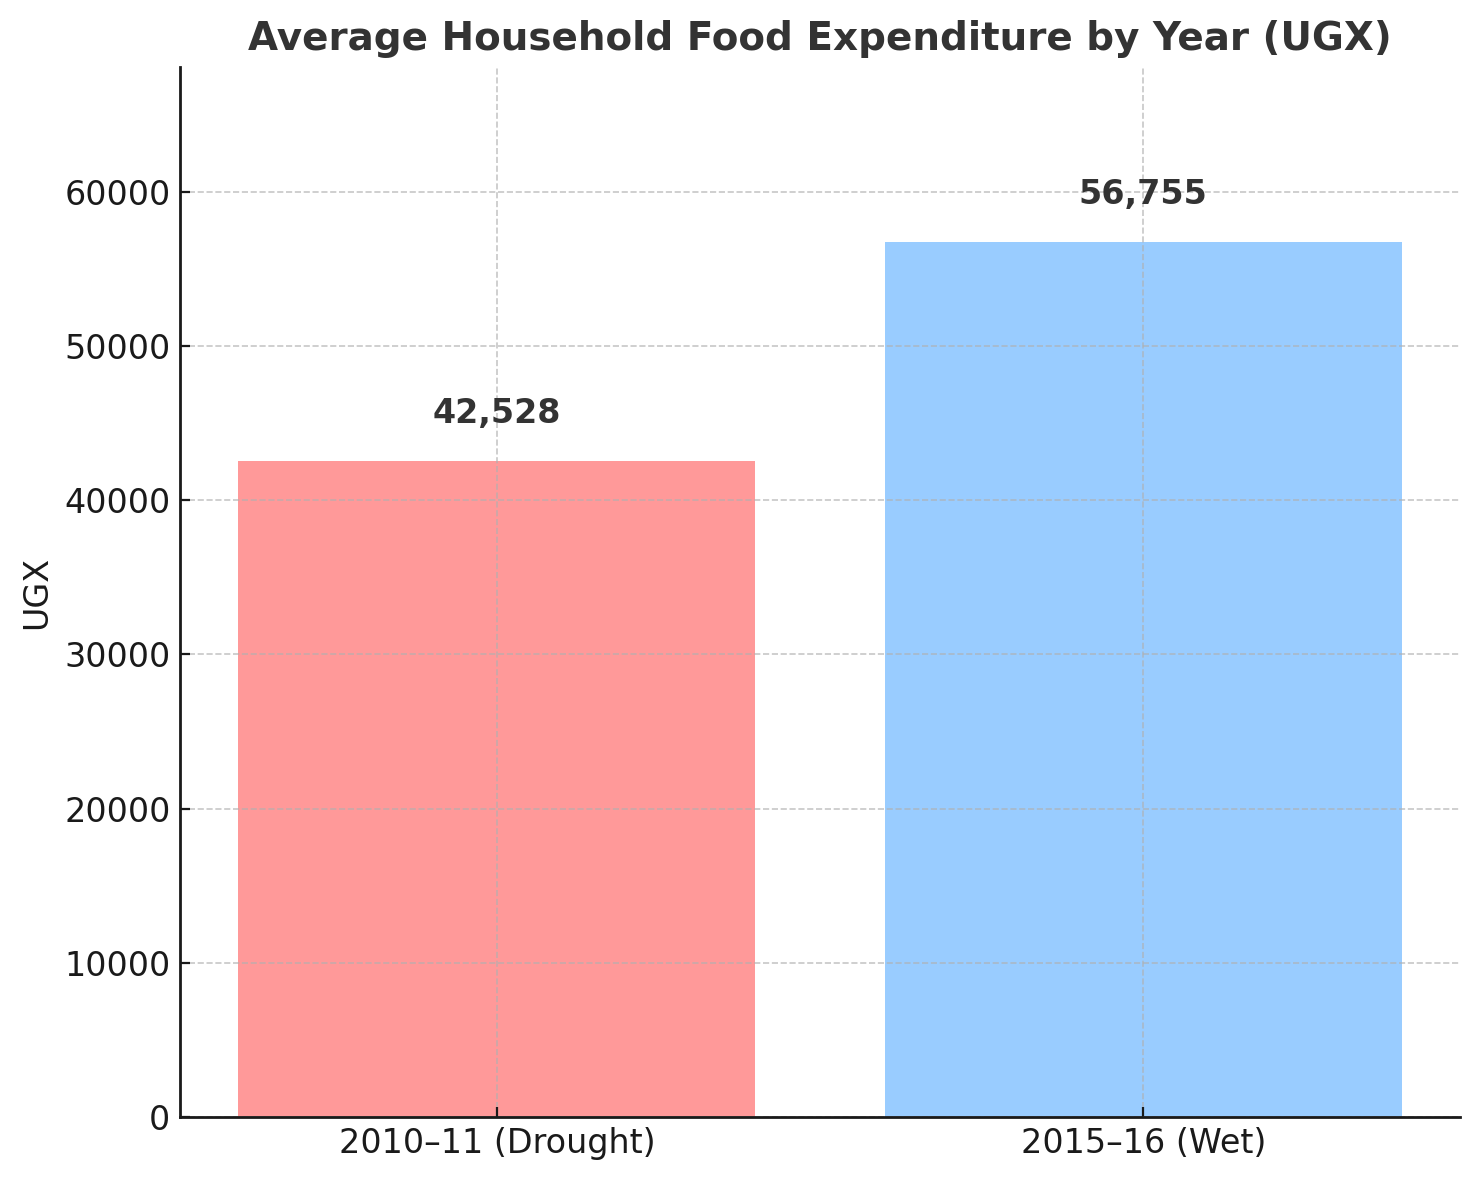 Average Household Food Expenditure by Year (UGX)
60000
50000
40000
30000
20000
10000
0
UGX
42,528
56,755
2010–11 (Drought)
2015–16 (Wet)